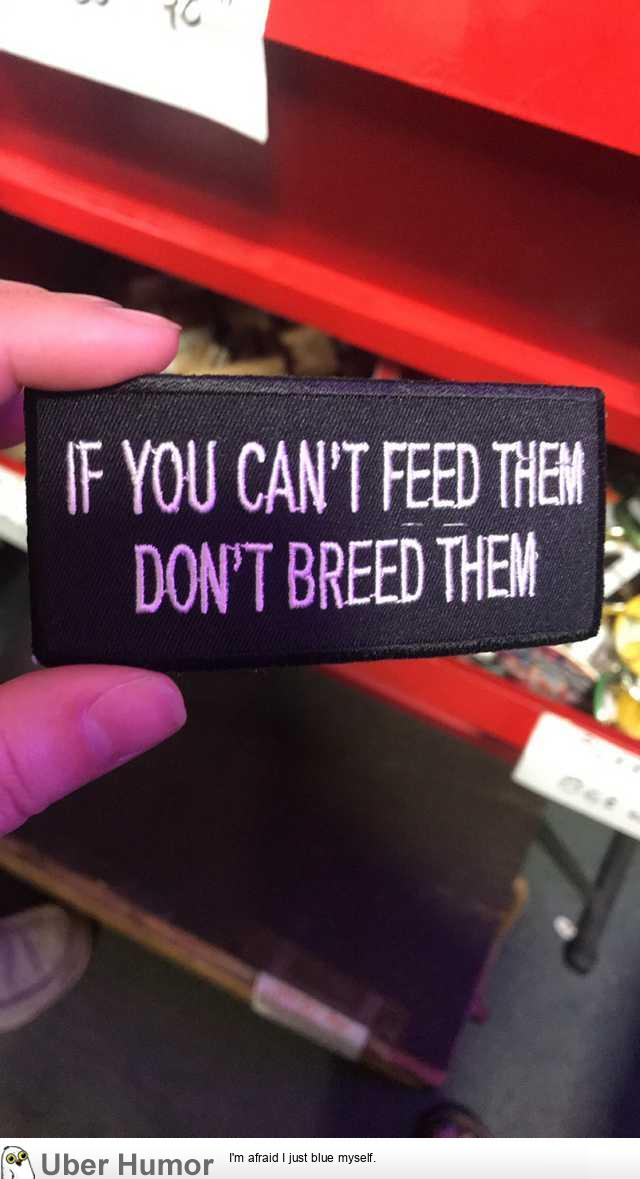 IF YOU CAN'T FEED THEM
DON'T BREED THEM
Uber Humor
I'm afraid I just blue myself.